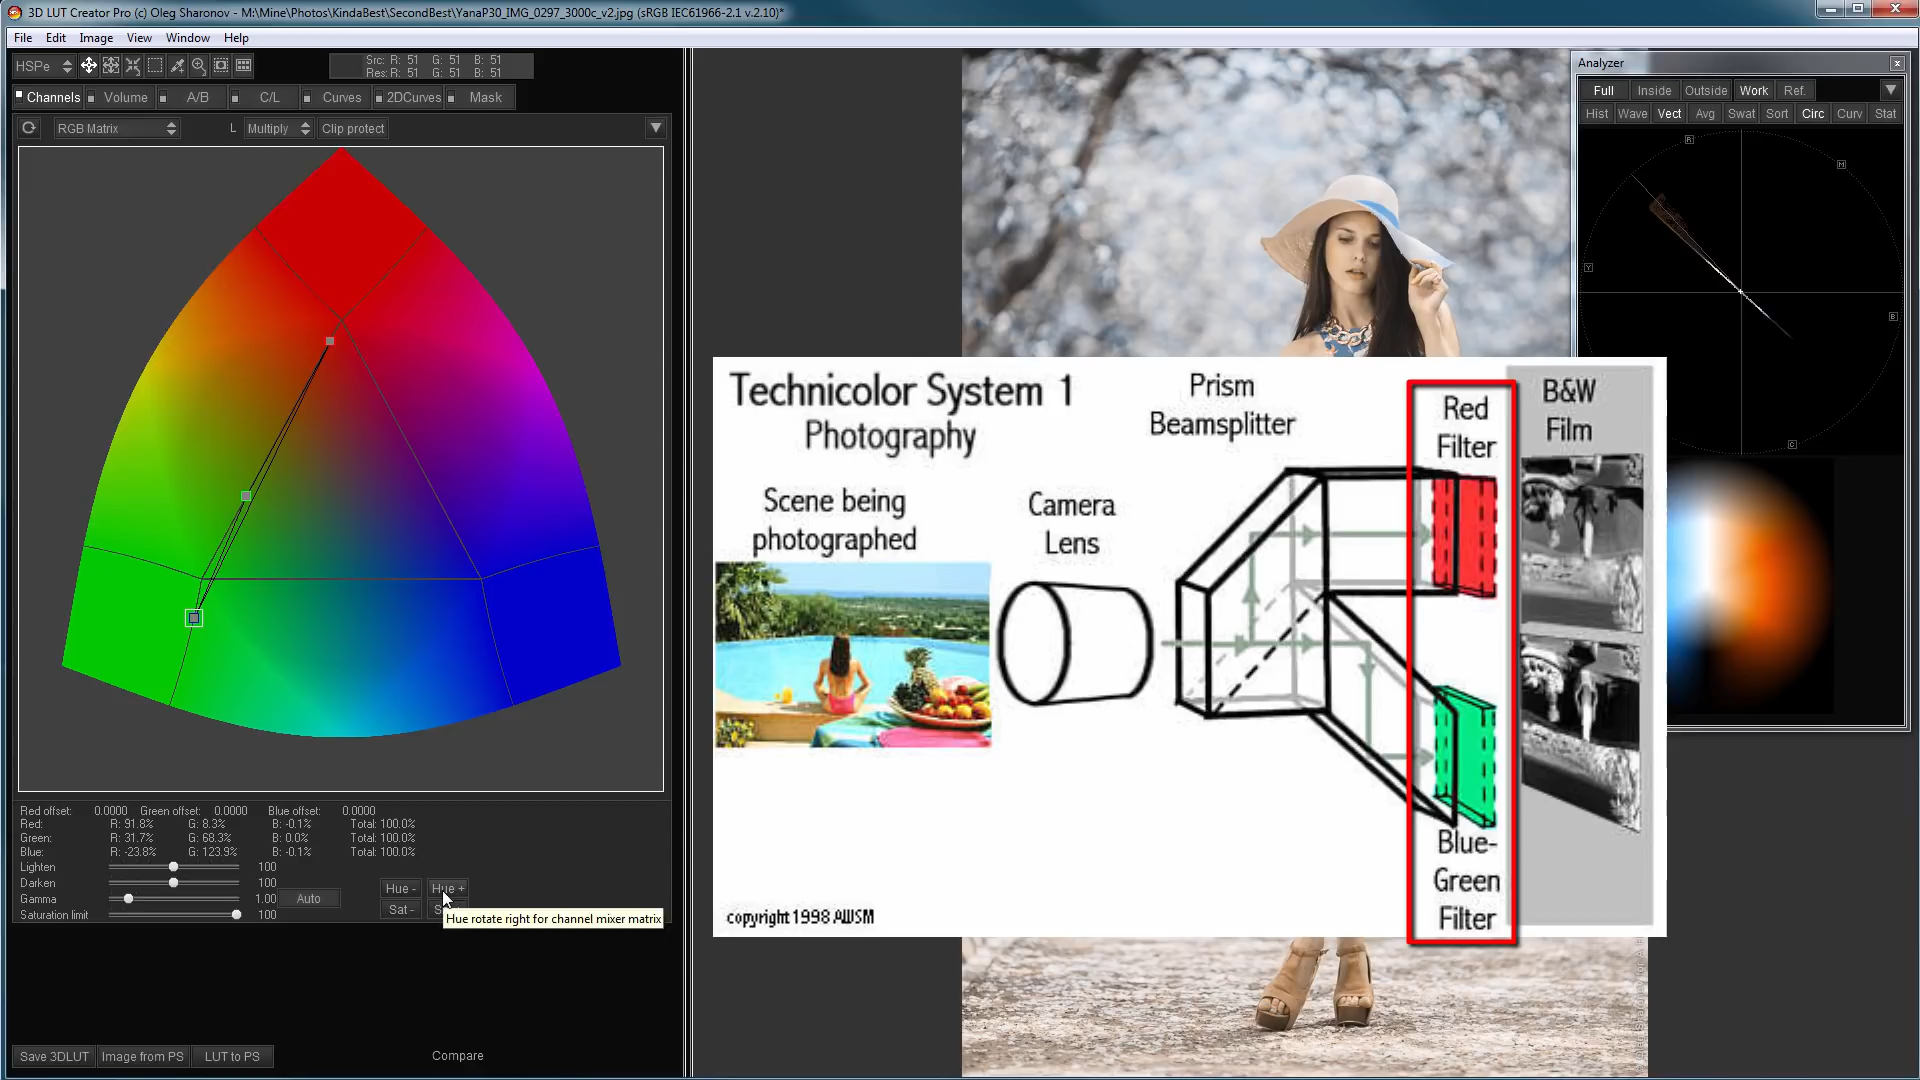 3D LUT Creator Pro (c) Oleg Sharonov - M:\Mine\Photos\KindaBest\SecondBest\YanaP30_IMG_0297_3000c_v2.jpg (sRGB IEC61966-2.1 v.2.10)*
File Edit Image View Window Help
HSPe
Src: R: 51 G: 51 B: 51
Res: R: 51 G: 51 B: 51
Channels Volume A/B C/L Curves 2DCurves Mask
RGB Matrix L Multiply Clip protect
Red offset: 0.0000 Green offset: 0.0000 Blue offset: 0.0000
Red: R: 91.8% G: 8.3% B: -0.1% Total: 100.0%
Green: R: 31.7% G: 68.3% B: 0.0% Total: 100.0%
Blue: R: -23.8% G: 123.9% B: -0.1% Total: 100.0%
Lighten 100
Darken 100
Gamma 1.00 Auto
Saturation limit 100
Hue - Hue +
Sat -
Hue rotate right for channel mixer matrix
Save 3DLUT Image from PS LUT to PS Compare
Technicolor System 1
Photography
Scene being
photographed
Camera
Lens
Prism
Beamsplitter
Red
Filter
B&W
Film
Blue-
Green
Filter
copyright 1998 AWSM
Analyzer
Full Inside Outside Work Ref.
Hist Wave Vect Avg Swat Sort Circ Curv Stat
R
M
Y
B
C